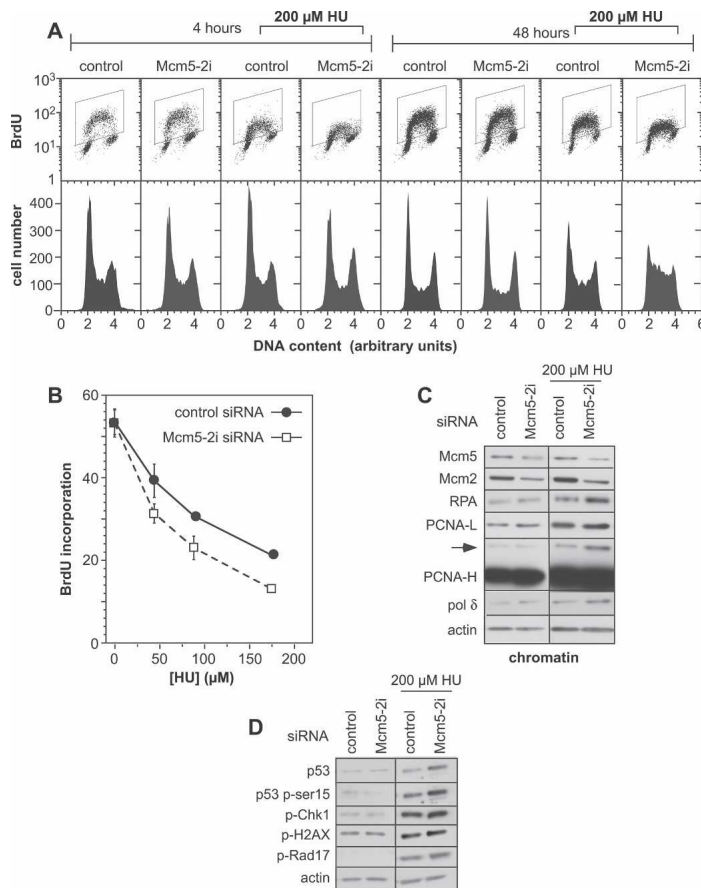 A
200 µM HU
200 µM HU
4 hours
48 hours
control
Mcm5-2i
control
Mcm5-2i
control
Mcm5-2i
control
Mcm5-2i
BrdU
10³
10²
10¹
1
cell number
400
300
200
100
0
0 2 4 0 2 4 0 2 4 0 2 4 0 2 4 0 2 4 0 2 4 0 2 4 6
DNA content (arbitrary units)
B
BrdU incorporation
60
40
20
0
control siRNA
Mcm5-2i siRNA
0 50 100 150 200
[HU] (µM)
C
200 µM HU
siRNA
control
Mcm5-2i
control
Mcm5-2i
Mcm5
Mcm2
RPA
PCNA-L
PCNA-H
pol δ
actin
chromatin
D
200 µM HU
siRNA
control
Mcm5-2i
control
Mcm5-2i
p53
p53 p-ser15
p-Chk1
p-H2AX
p-Rad17
actin